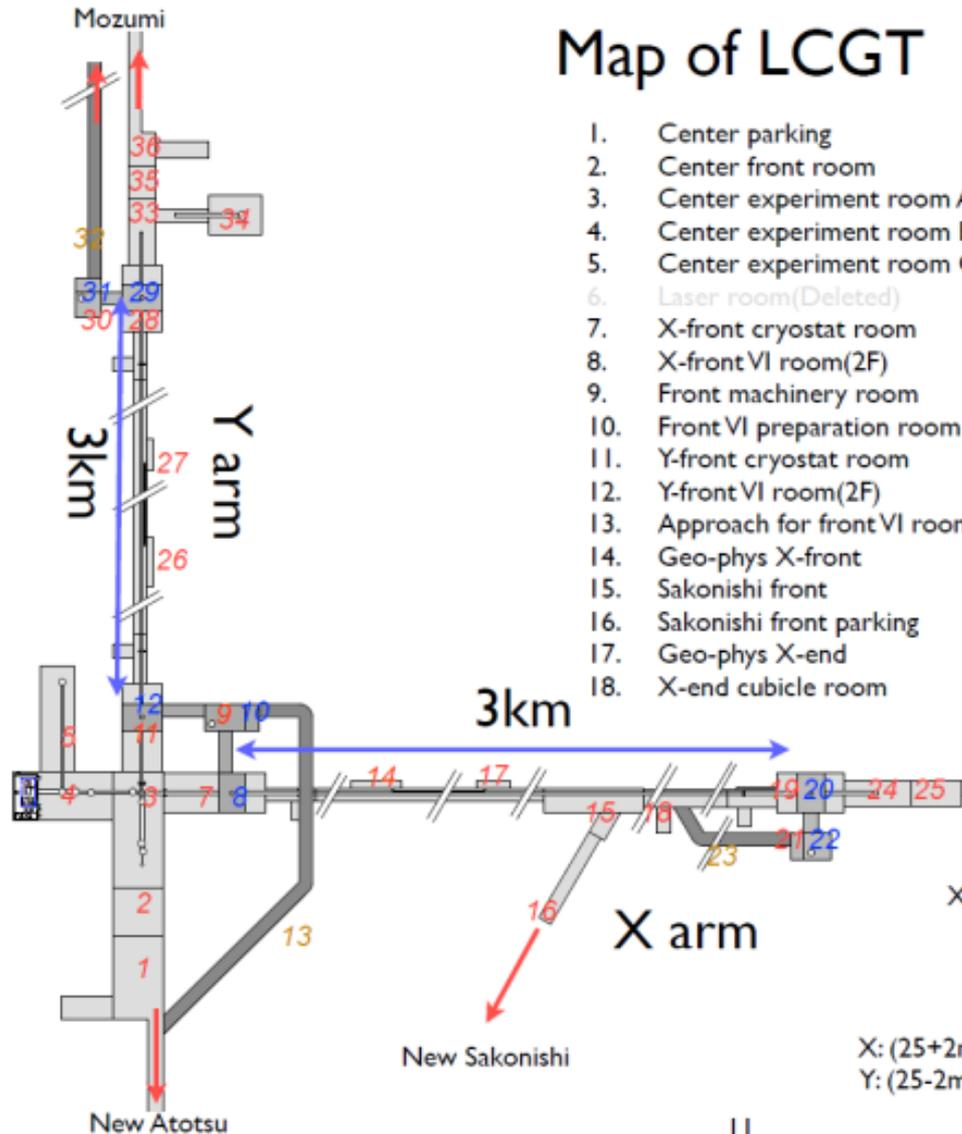 Mozumi
Map of LCGT
1. Center parking
2. Center front room
3. Center experiment room A
4. Center experiment room
5. Center experiment room
6. Laser room(Deleted)
7. X-front cryostat room
8. X-front VI room(2F)
9. Front machinery room
10. Front VI preparation room
11. Y-front cryostat room
12. Y-front VI room(2F)
13. Approach for front VI room
14. Geo-phys X-front
15. Sakonishi front
16. Sakonishi front parking
17. Geo-phys X-end
18. X-end cubicle room
36
35
33
34
32
31
29
30
28
3km
Y arm
27
26
12
9
10
11
3km
5
4
3
7
8
14
17
15
18
19
20
24
25
21
22
23
2
16
X arm
X
13
1
New Sakonishi
X: (25+2
Y: (25-2
New Atotsu